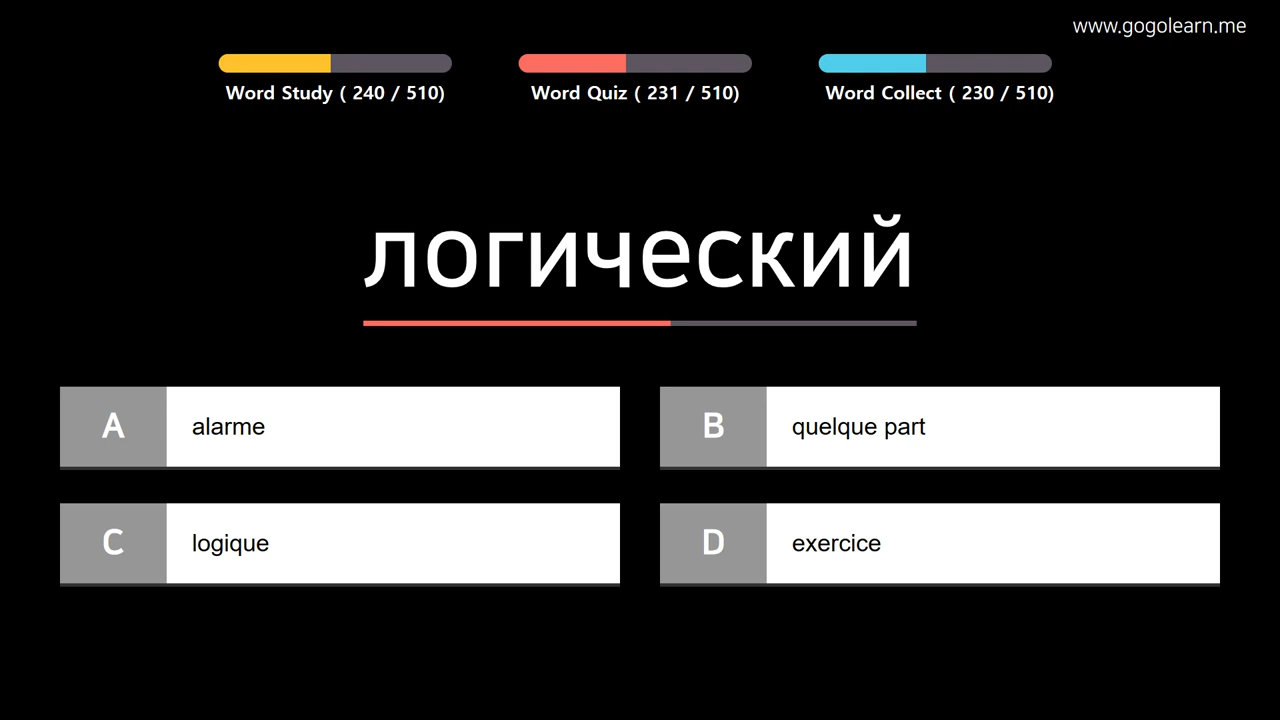 www.gogolearn.me
Word Study ( 240 / 510)
Word Quiz ( 231 / 510)
Word Collect ( 230 / 510)
логический
A alarme
B quelque part
C logique
D exercice